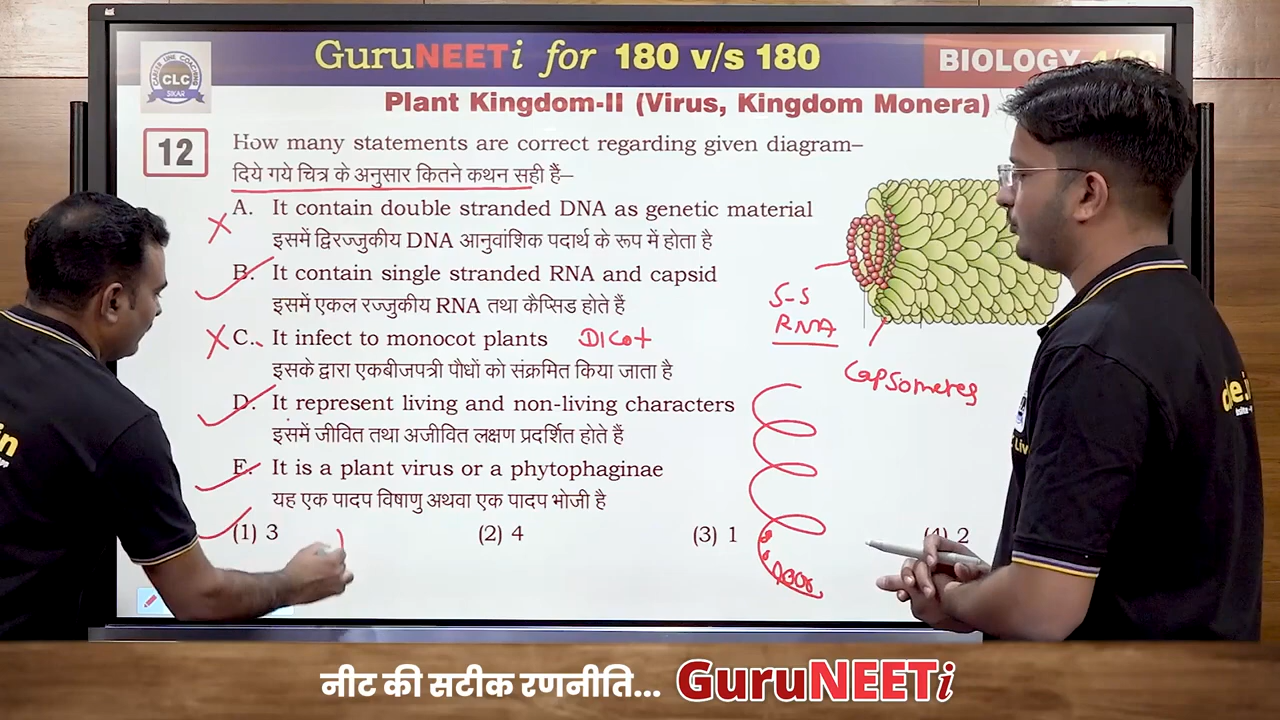 CAREER LINE COACHING
CLC
SIKAR
GuruNEETi for 180 v/s 180
BIOLOGY
Plant Kingdom-II (Virus, Kingdom Monera)
12
How many statements are correct regarding given diagram–
दिये गये चित्र के अनुसार कितने कथन सही हैं–
A. It contain double stranded DNA as genetic material
इसमें द्विरज्जुकीय DNA आनुवांशिक पदार्थ के रूप में होता है
B. It contain single stranded RNA and capsid
इसमें एकल रज्जुकीय RNA तथा कैप्सिड होते हैं
S-S
RNA
C. It infect to monocot plants DICot
इसके द्वारा एकबीजपत्री पौधों को संक्रमित किया जाता है
Capsomeres
D. It represent living and non-living characters
इसमें जीवित तथा अजीवित लक्षण प्रदर्शित होते हैं
E. It is a plant virus or a phytophaginae
यह एक पादप विषाणु अथवा एक पादप भोजी है
(1) 3 (2) 4 (3) 1 (4) 2
नीट की सटीक रणनीति... GuruNEETi